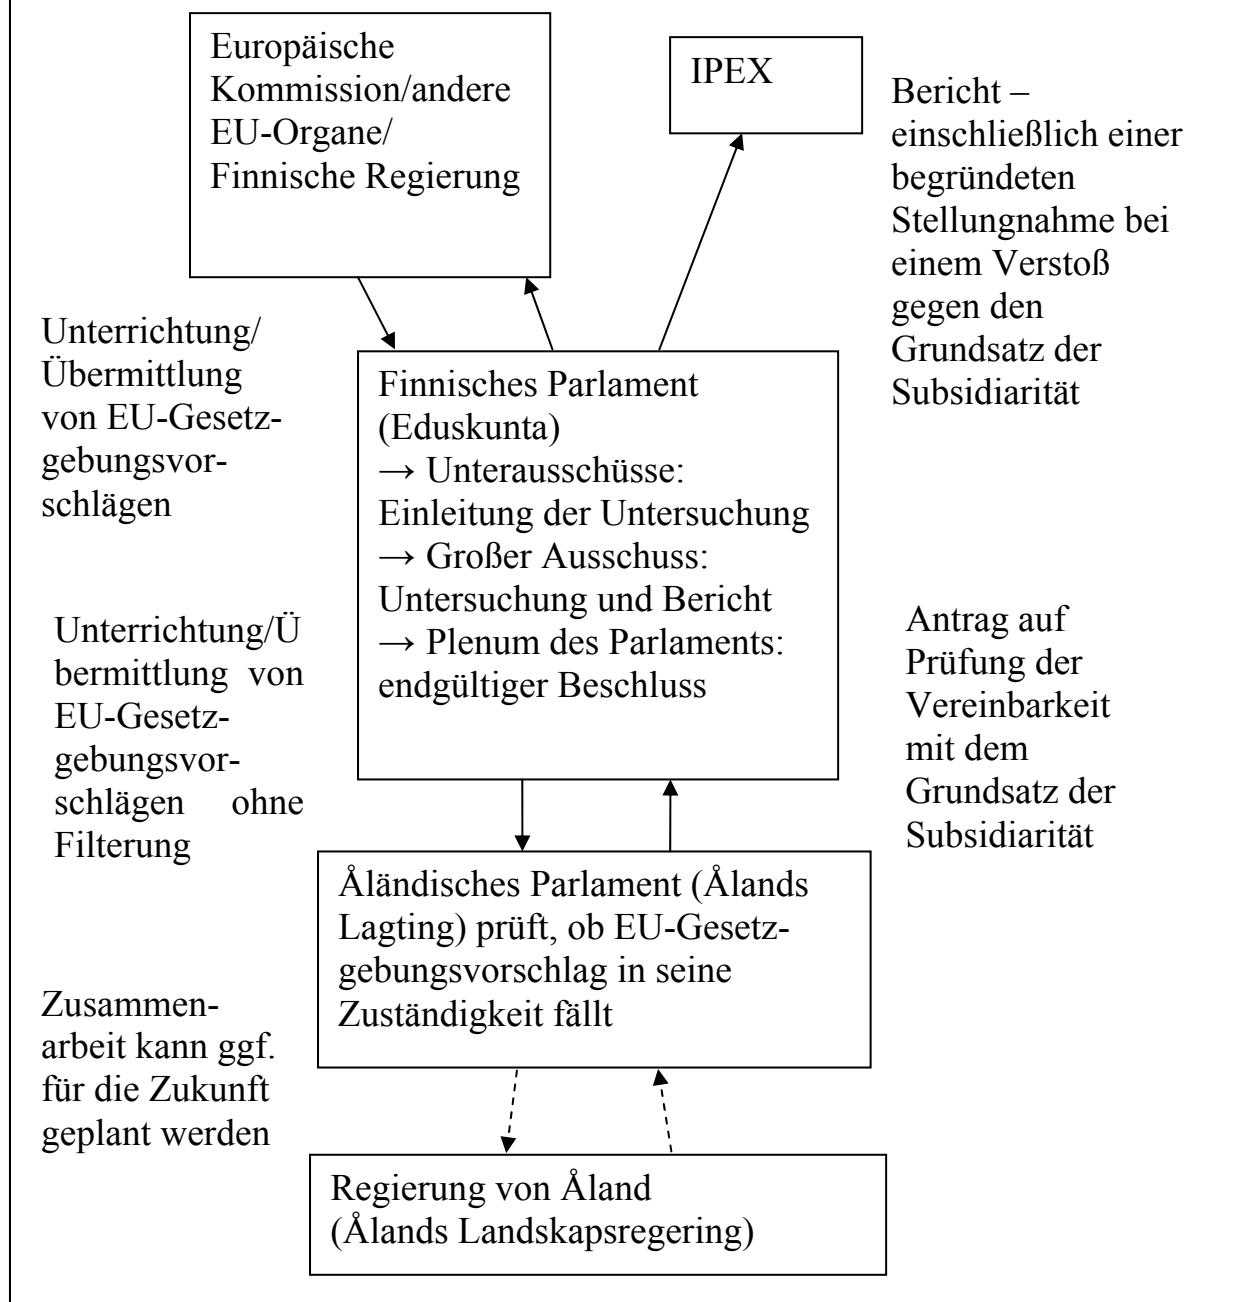 Europäische
Kommission/andere
EU-Organe/
Finnische Regierung
IPEX
Bericht –
einschließlich einer
begründeten
Stellungnahme bei
einem Verstoß
gegen den
Grundsatz der
Subsidiarität
Unterrichtung/
Übermittlung
von EU-Gesetz-
gebungsvor-
schlägen
Finnisches Parlament
(Eduskunta)
→ Unterausschüsse:
Einleitung der Untersuchung
→ Großer Ausschuss:
Untersuchung und Bericht
→ Plenum des Parlaments:
endgültiger Beschluss
Unterrichtung/Ü
bermittlung von
EU-Gesetz-
gebungsvor-
schlägen ohne
Filterung
Antrag auf
Prüfung der
Vereinbarkeit
mit dem
Grundsatz der
Subsidiarität
Åländisches Parlament (Ålands
Lagting) prüft, ob EU-Gesetz-
gebungsvorschlag in seine
Zuständigkeit fällt
Zusammen-
arbeit kann ggf.
für die Zukunft
geplant werden
Regierung von Åland
(Ålands Landskapsregering)